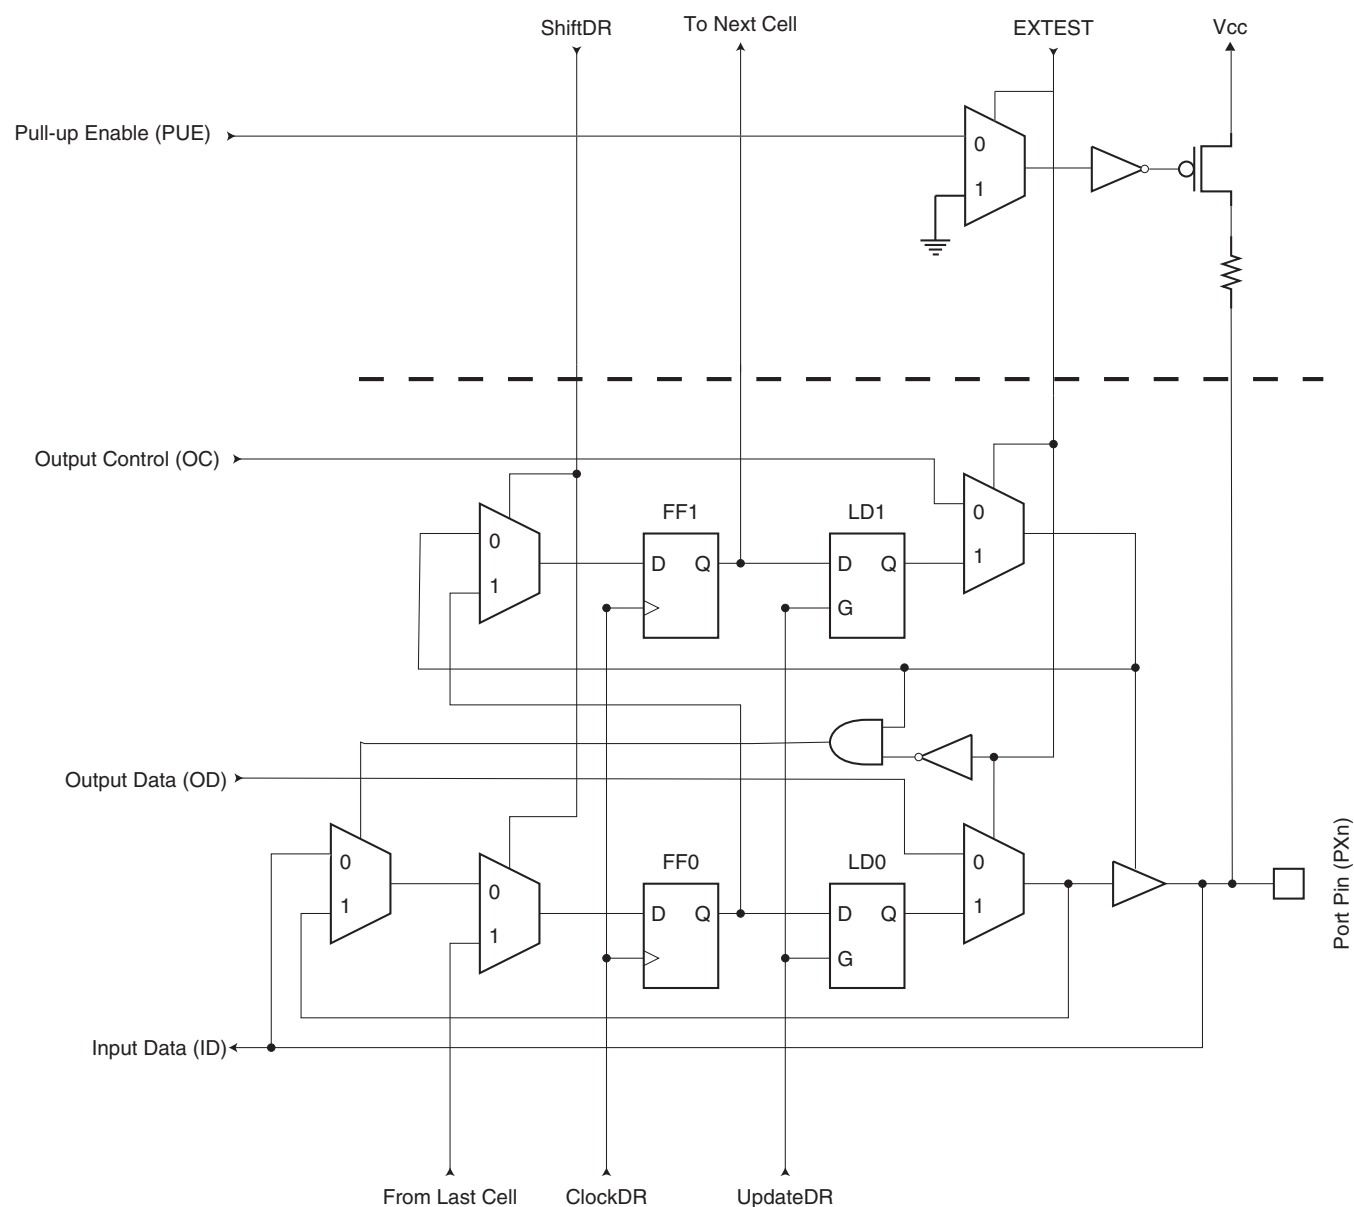 ShiftDR
To Next Cell
EXTEST
Vcc
Pull-up Enable (PUE)
0
1
Output Control (OC)
FF1
LD1
0
0
1
1
D Q
D Q
G
Output Data (OD)
FF0
LD0
0
0
0
1
1
1
D Q
D Q
G
Port Pin (PXn)
Input Data (ID)
From Last Cell
ClockDR
UpdateDR